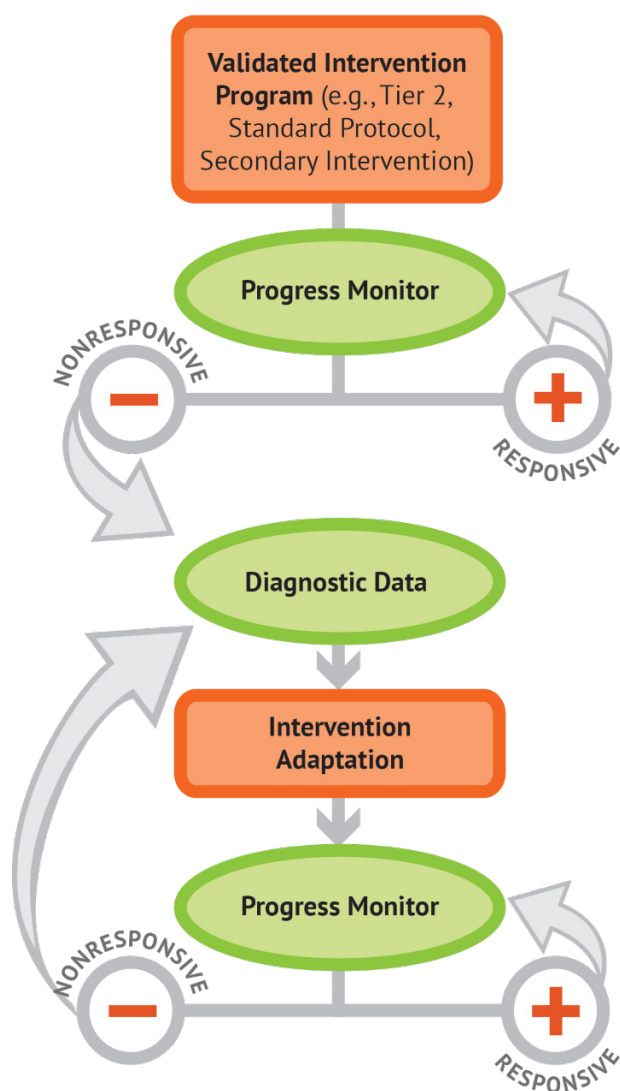 Validated Intervention
Program (e.g., Tier 2,
Standard Protocol,
Secondary Intervention)
Progress Monitor
NONRESPONSIVE
RESPONSIVE
Diagnostic Data
Intervention
Adaptation
Progress Monitor
NONRESPONSIVE
RESPONSIVE